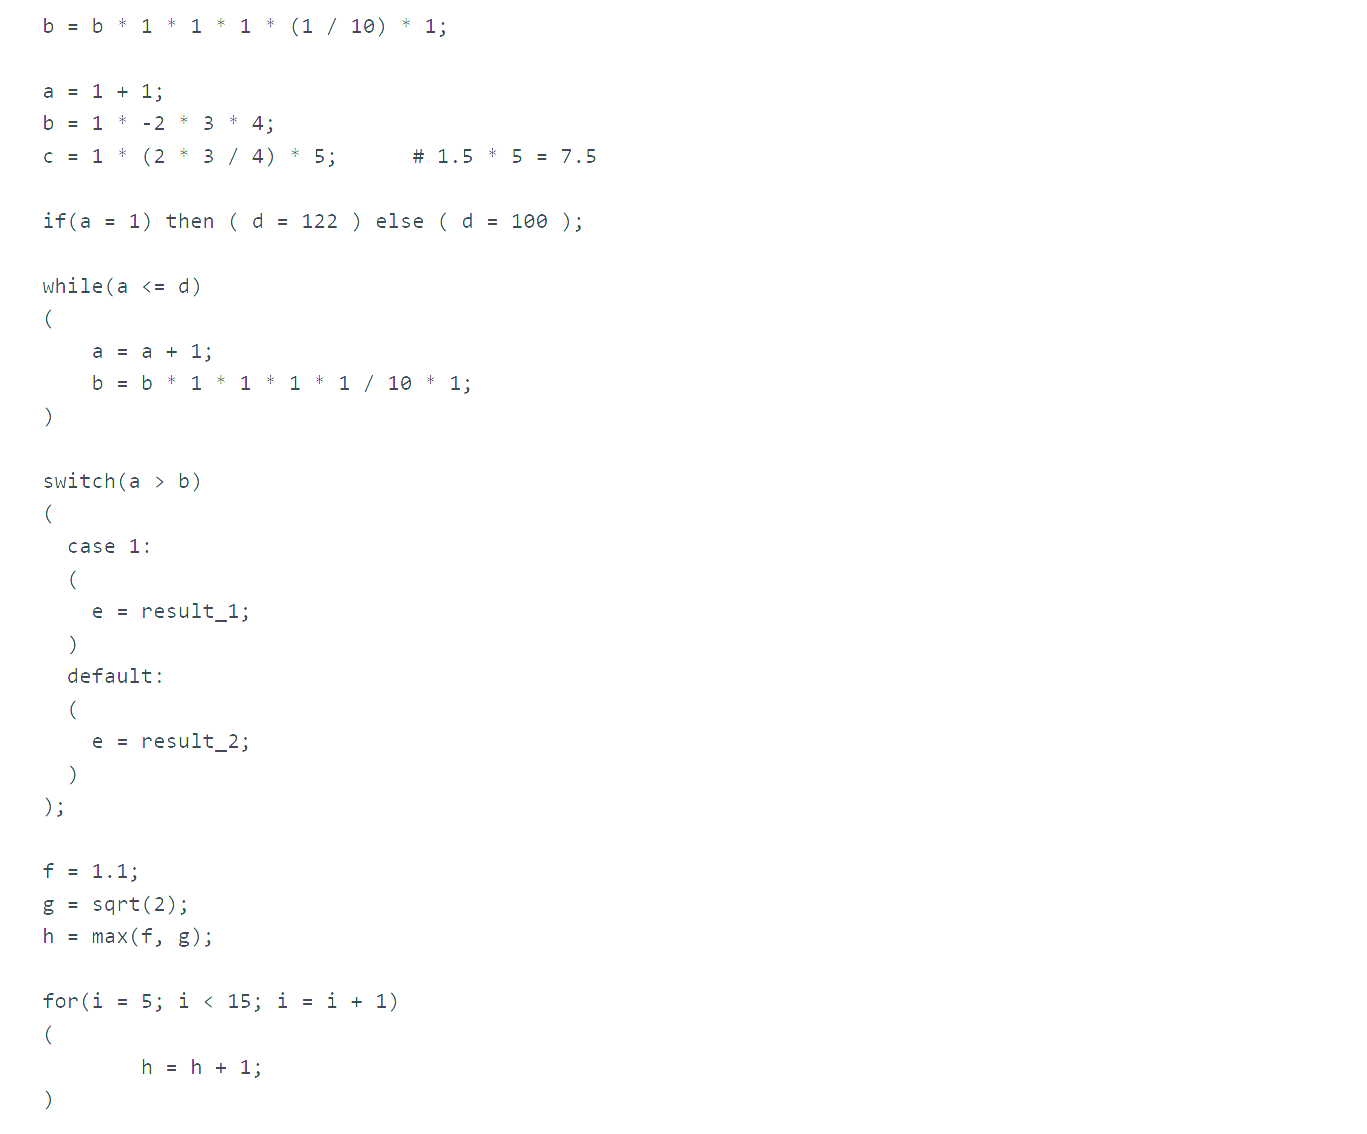 b = b * 1 * 1 * 1 * (1 / 10) * 1;
a = 1 + 1;
b = 1 * -2 * 3 * 4;
c = 1 * (2 * 3 / 4) * 5;      # 1.5 * 5 = 7.5
if(a = 1) then ( d = 122 ) else ( d = 100 );
while(a <= d)
(
    a = a + 1;
    b = b * 1 * 1 * 1 * 1 / 10 * 1;
)
switch(a > b)
(
  case 1:
  (
    e = result_1;
  )
  default:
  (
    e = result_2;
  )
);
f = 1.1;
g = sqrt(2);
h = max(f, g);
for(i = 5; i < 15; i = i + 1)
(
        h = h + 1;
)